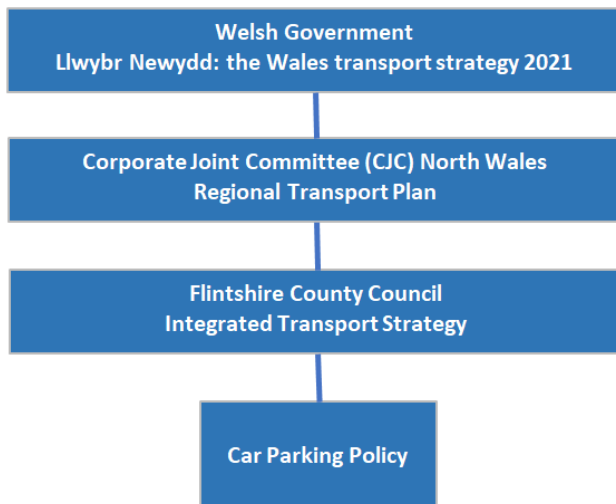 Welsh Government
Llwybr Newydd: the Wales transport strategy 2021
Corporate Joint Committee (CJC) North Wales
Regional Transport Plan
Flintshire County Council
Integrated Transport Strategy
Car Parking Policy